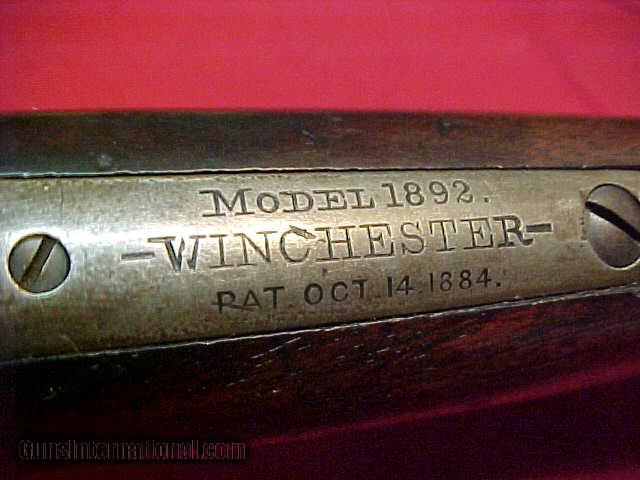 MODEL 1892.
-WINCHESTER-
PAT. OCT. 14. 1884.
GunsInternational.com